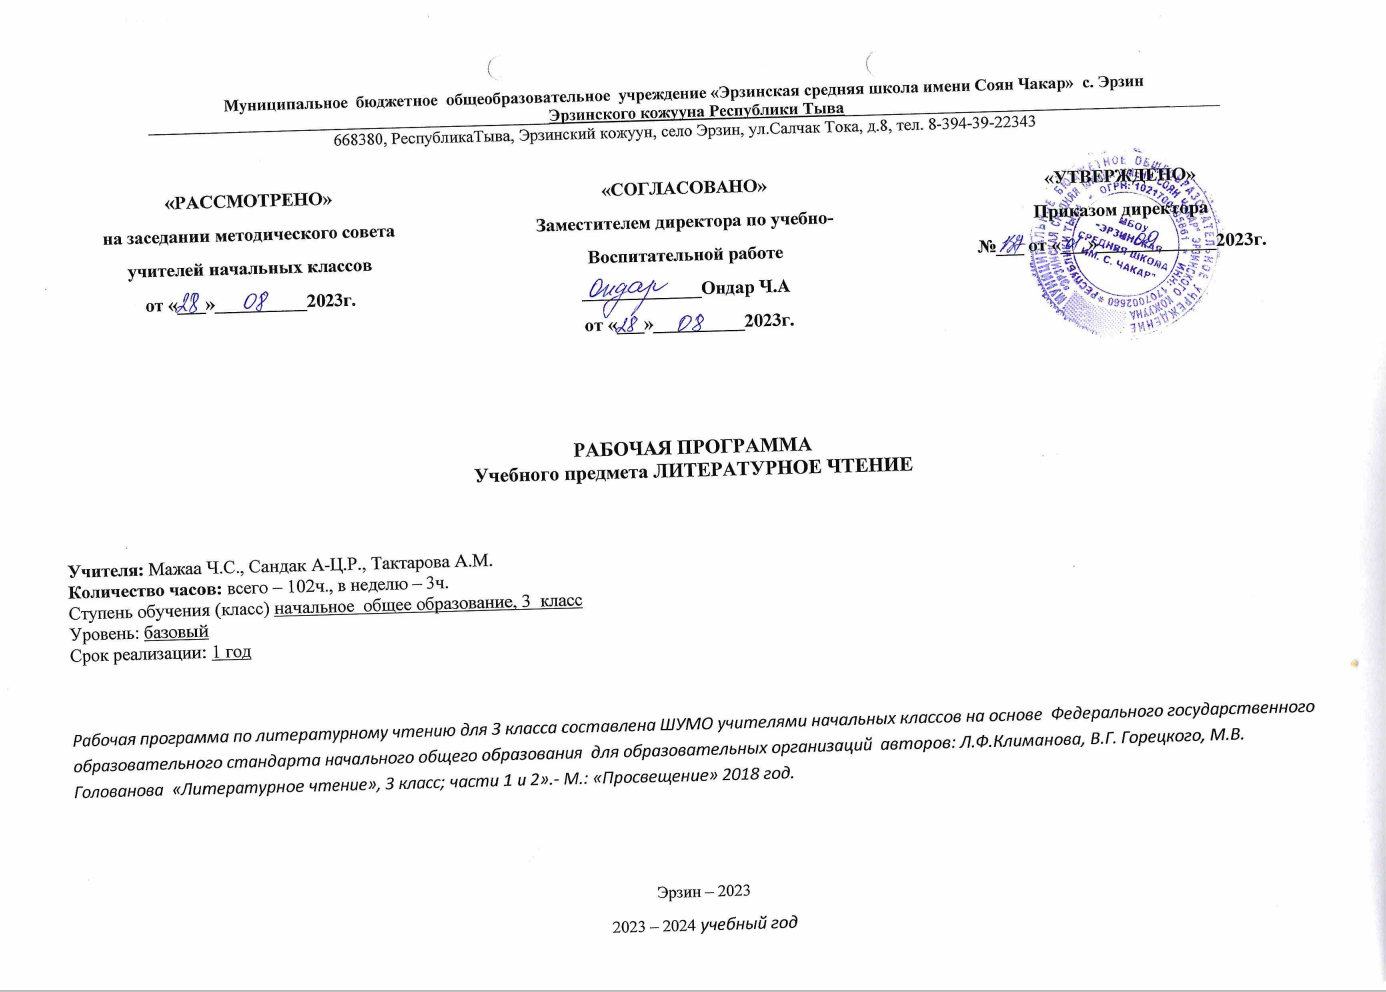 Муниципальное бюджетное общеобразовательное учреждение «Эрзинская средняя школа имени Соян Чакар» с. Эрзин
Эрзинского кожууна Республики Тыва
668380, РеспубликаТыва, Эрзинский кожуун, село Эрзин, ул.Салчак Тока, д.8, тел. 8-394-39-22343
«РАССМОТРЕНО»
на заседании методического совета
учителей начальных классов
от «28» 08 2023г.
«СОГЛАСОВАНО»
Заместителем директора по учебно-
Воспитательной работе
Ондар Ондар Ч.А
от «28» 08 2023г.
«УТВЕРЖДЕНО»
Приказом директора
№ от « » 2023г.
МБОУ
"ЭРЗИНСКАЯ
СРЕДНЯЯ ШКОЛА
ИМ. С. ЧАКАР"
РАБОЧАЯ ПРОГРАММА
Учебного предмета ЛИТЕРАТУРНОЕ ЧТЕНИЕ
Учителя: Мажаа Ч.С., Сандак А-Ц.Р., Тактарова А.М.
Количество часов: всего – 102ч., в неделю – 3ч.
Ступень обучения (класс) начальное общее образование, 3 класс
Уровень: базовый
Срок реализации: 1 год
Рабочая программа по литературному чтению для 3 класса составлена ШУМО учителями начальных классов на основе Федерального государственного
образовательного стандарта начального общего образования для образовательных организаций авторов: Л.Ф.Климанова, В.Г. Горецкого, М.В.
Голованова «Литературное чтение», 3 класс; части 1 и 2».- М.: «Просвещение» 2018 год.
Эрзин – 2023
2023 – 2024 учебный год